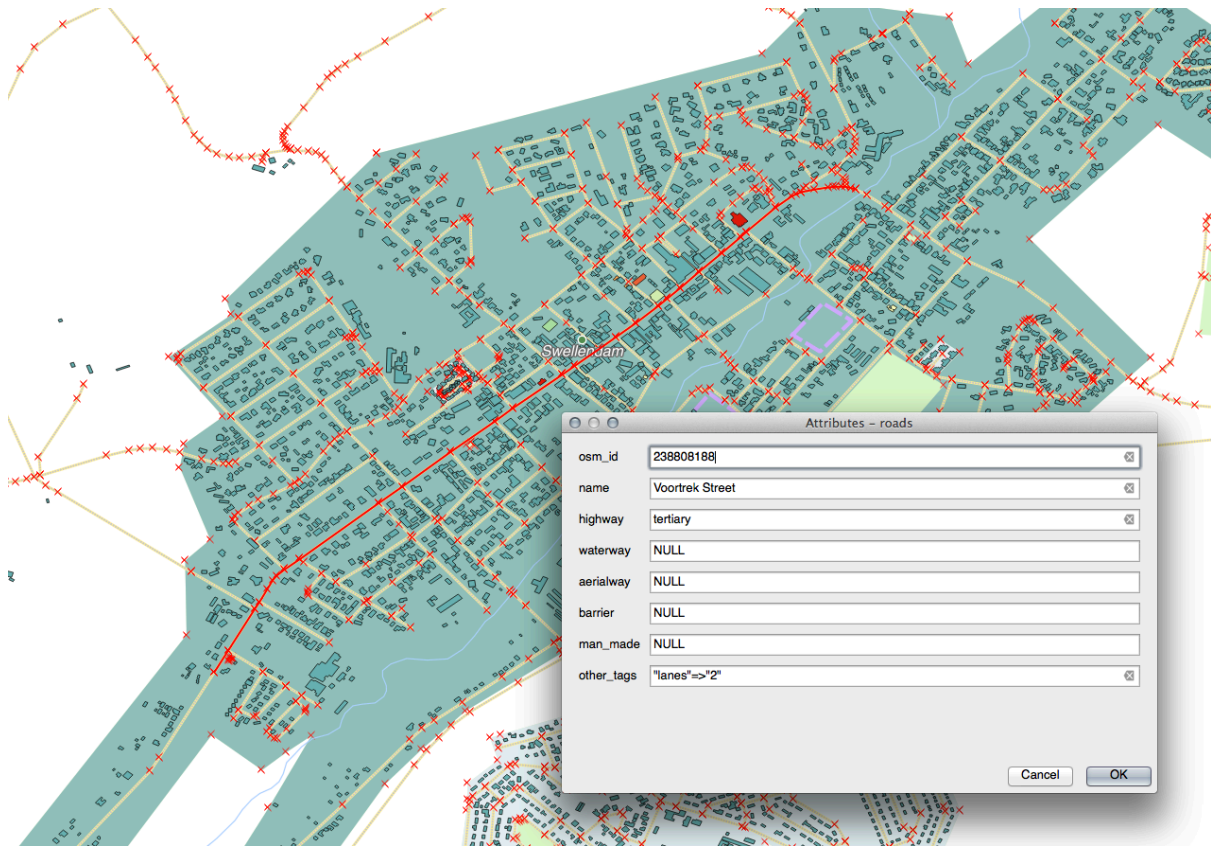 Swellendam
Attributes – roads
osm_id 238808188
name Voortrek Street
highway tertiary
waterway NULL
aerialway NULL
barrier NULL
man_made NULL
other_tags "lanes"=>"2"
Cancel OK